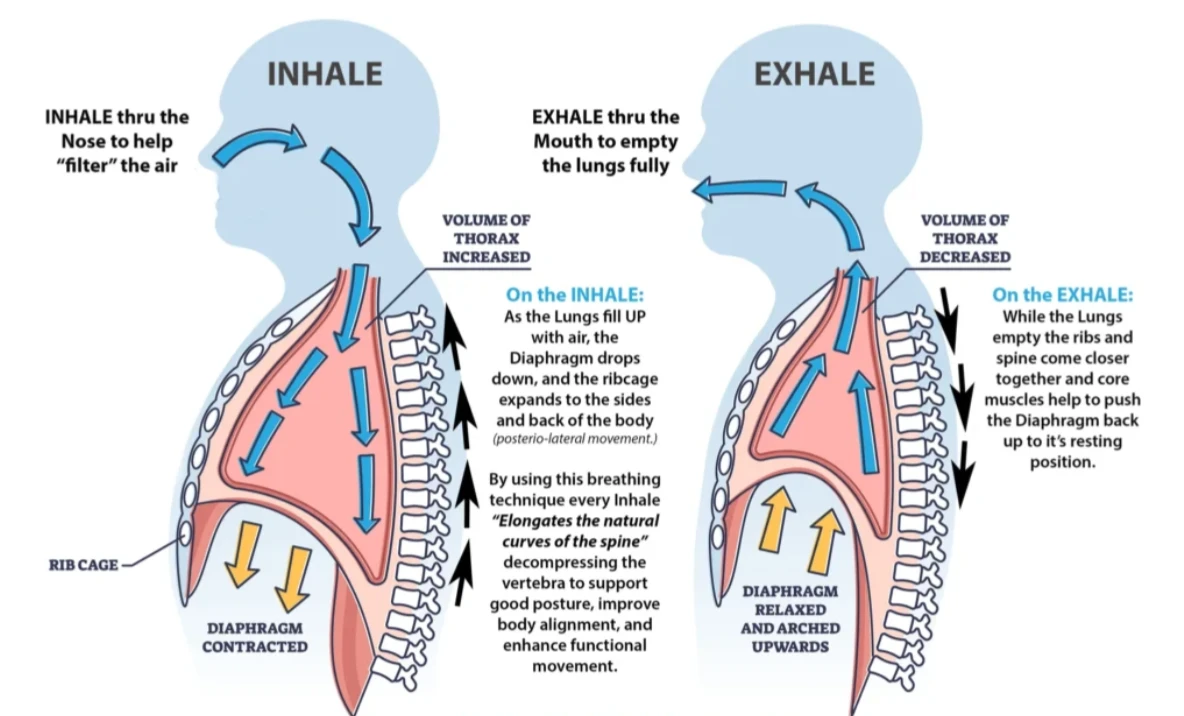 INHALE
INHALE thru the
Nose to help
“filter” the air
VOLUME OF
THORAX
INCREASED
On the INHALE:
As the Lungs fill UP
with air, the
Diaphragm drops
down, and the ribcage
expands to the sides
and back of the body
(posterio-lateral movement.)
By using this breathing
technique every Inhale
“Elongates the natural
curves of the spine”
decompressing the
vertebra to support
good posture, improve
body alignment, and
enhance functional
movement.
RIB CAGE
DIAPHRAGM
CONTRACTED
EXHALE
EXHALE thru the
Mouth to empty
the lungs fully
VOLUME OF
THORAX
DECREASED
On the EXHALE:
While the Lungs
empty the ribs and
spine come closer
together and core
muscles help to push
the Diaphragm back
up to it’s resting
position.
DIAPHRAGM
RELAXED
AND ARCHED
UPWARDS